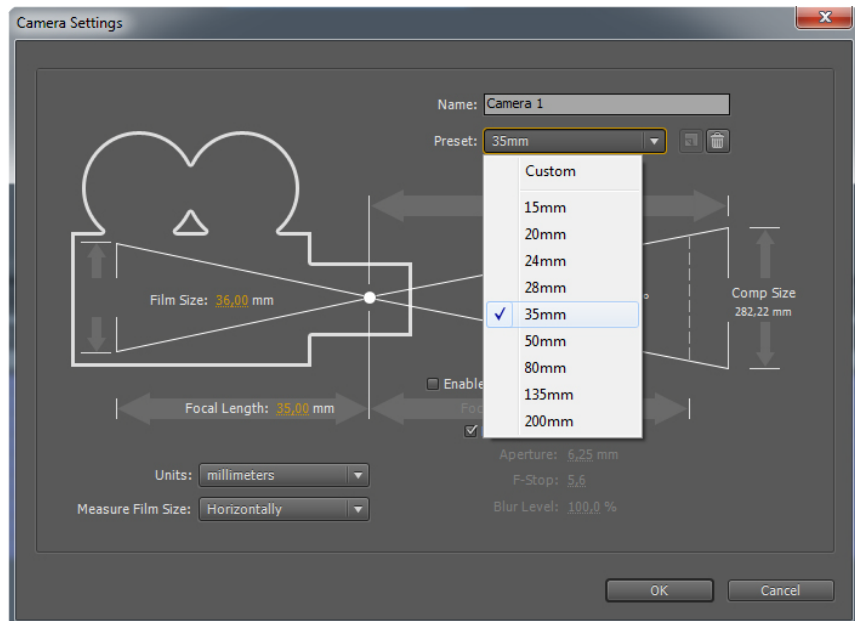 Camera Settings
Name: Camera 1
Preset: 35mm
Custom
15mm
20mm
24mm
28mm
35mm
50mm
80mm
135mm
200mm
Film Size: 36,00 mm
°
Comp Size
282,22 mm
Enable
Focal Length: 35,00 mm
Foc
Aperture: 6,25 mm
F-Stop: 5,6
Blur Level: 100,0 %
Units: millimeters
Measure Film Size: Horizontally
OK Cancel